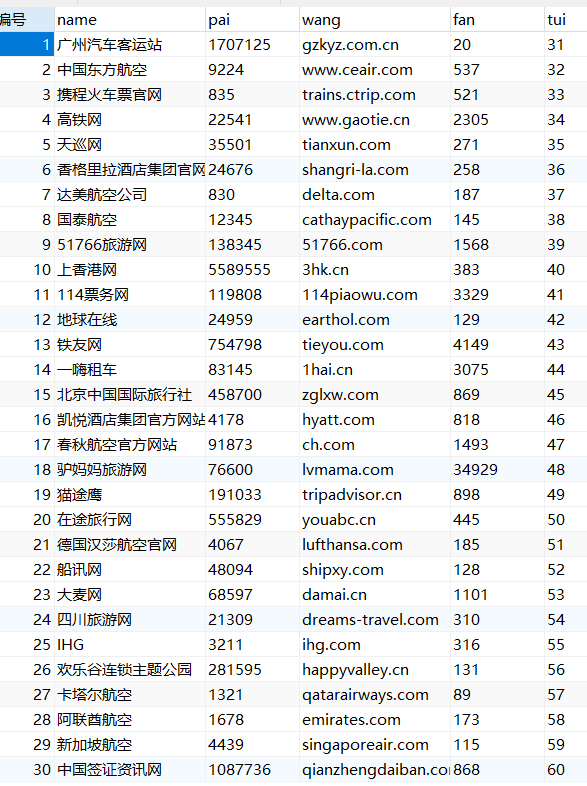 编号 name pai wang fan tui
1 广州汽车客运站 1707125 gzkyz.com.cn 20 31
2 中国东方航空 9224 www.ceair.com 537 32
3 携程火车票官网 835 trains.ctrip.com 521 33
4 高铁网 22541 www.gaotie.cn 2305 34
5 天巡网 35501 tianxun.com 271 35
6 香格里拉酒店集团官网 24676 shangri-la.com 258 36
7 达美航空公司 830 delta.com 187 37
8 国泰航空 12345 cathaypacific.com 145 38
9 51766旅游网 138345 51766.com 1568 39
10 上香港网 5589555 3hk.cn 383 40
11 114票务网 119808 114piaowu.com 3329 41
12 地球在线 24959 earthol.com 129 42
13 铁友网 754798 tieyou.com 4149 43
14 一嗨租车 83145 1hai.cn 3075 44
15 北京中国国际旅行社 458700 zglxw.com 869 45
16 凯悦酒店集团官方网站 4178 hyatt.com 818 46
17 春秋航空官方网站 91873 ch.com 1493 47
18 驴妈妈旅游网 76600 lvmama.com 34929 48
19 猫途鹰 191033 tripadvisor.cn 898 49
20 在途旅行网 555829 youabc.cn 445 50
21 德国汉莎航空官网 4067 lufthansa.com 185 51
22 船讯网 48094 shipxy.com 128 52
23 大麦网 68597 damai.cn 1101 53
24 四川旅游网 21309 dreams-travel.com 310 54
25 IHG 3211 ihg.com 316 55
26 欢乐谷连锁主题公园 281595 happyvalley.cn 131 56
27 卡塔尔航空 1321 qatarairways.com 89 57
28 阿联酋航空 1678 emirates.com 173 58
29 新加坡航空 4439 singaporeair.com 115 59
30 中国签证资讯网 1087736 qianzhengdaiban.co 868 60